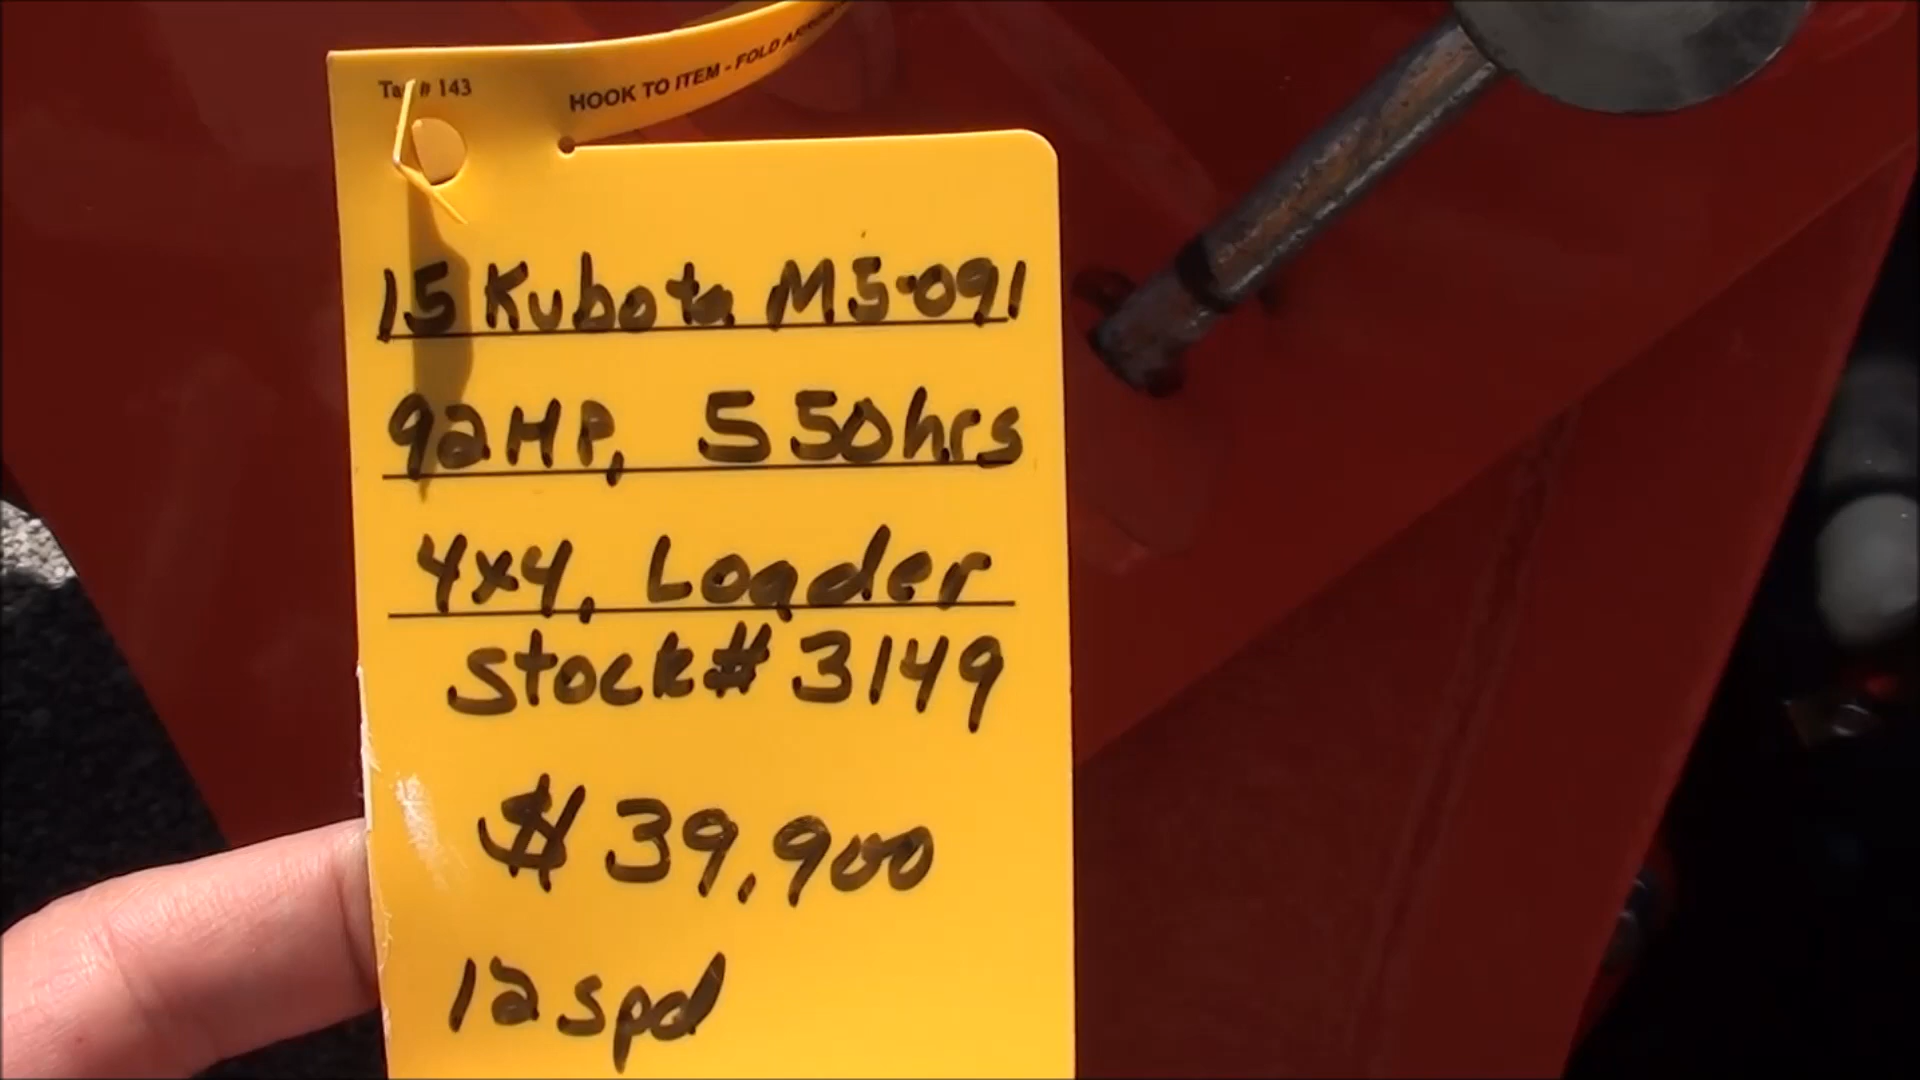 Tag # 143
HOOK TO ITEM - FOLD
15 Kubota M5-091
92HP, 550hrs
4x4, Loader
Stock# 3149
$39,900
12spd